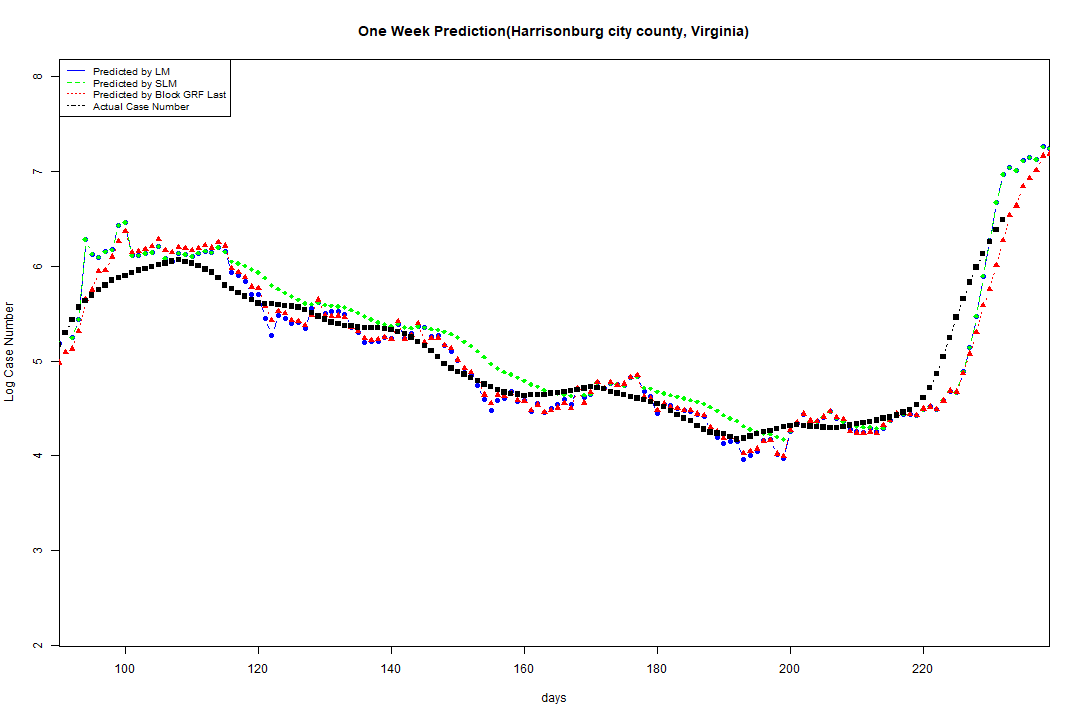 One Week Prediction(Harrisonburg city county, Virginia)
Predicted by LM
Predicted by SLM
Predicted by Block GRF Last
Actual Case Number
8
7
6
5
4
3
2
Log Case Number
100 120 140 160 180 200 220
days